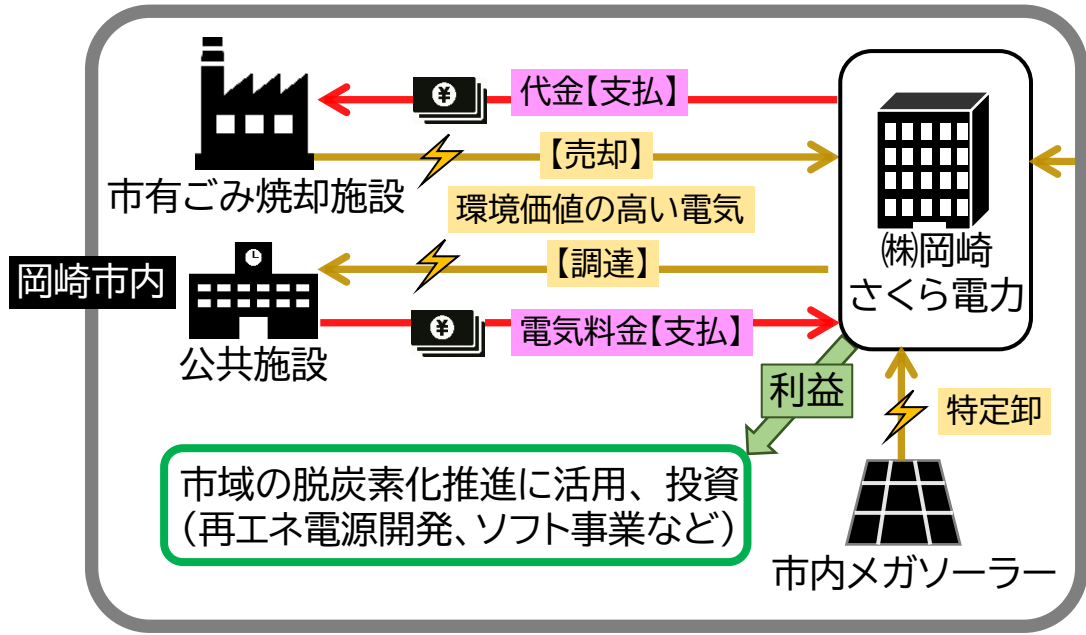 代金【支払】
【売却】
市有ごみ焼却施設
環境価値の高い電気
㈱岡崎
さくら電力
岡崎市内
【調達】
電気料金【支払】
公共施設
利益
特定卸
市域の脱炭素化推進に活用、投資
(再エネ電源開発、ソフト事業など)
市内メガソーラー
¥
¥